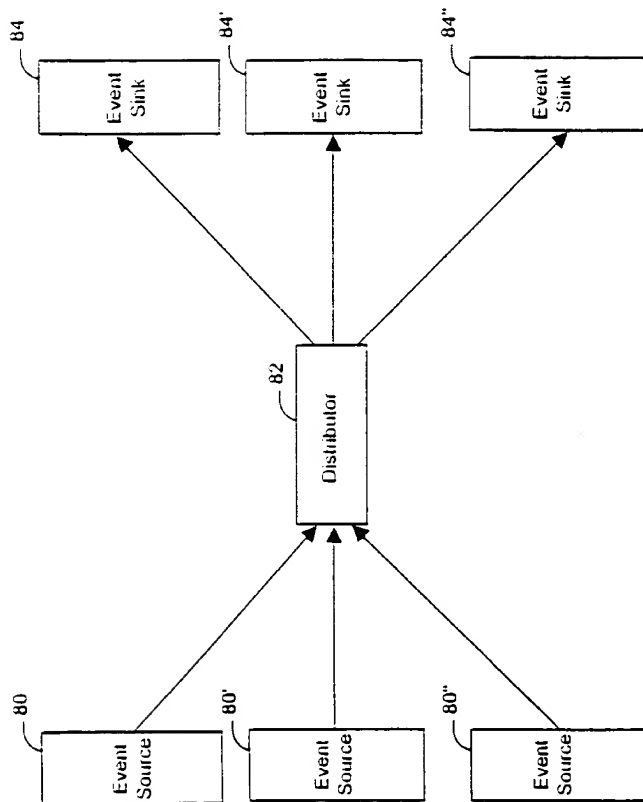 80
Event
Source
80'
Event
Source
80"
Event
Source
82
Distributor
84
Event
Sink
84'
Event
Sink
84"
Event
Sink